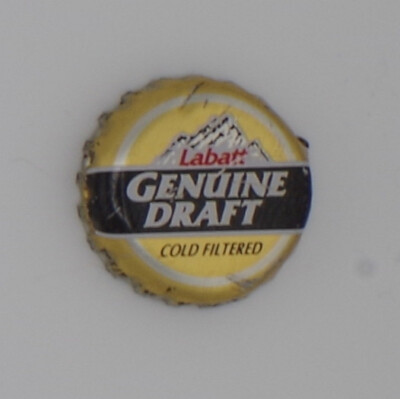 Labatt
GENUINE
DRAFT
COLD FILTERED